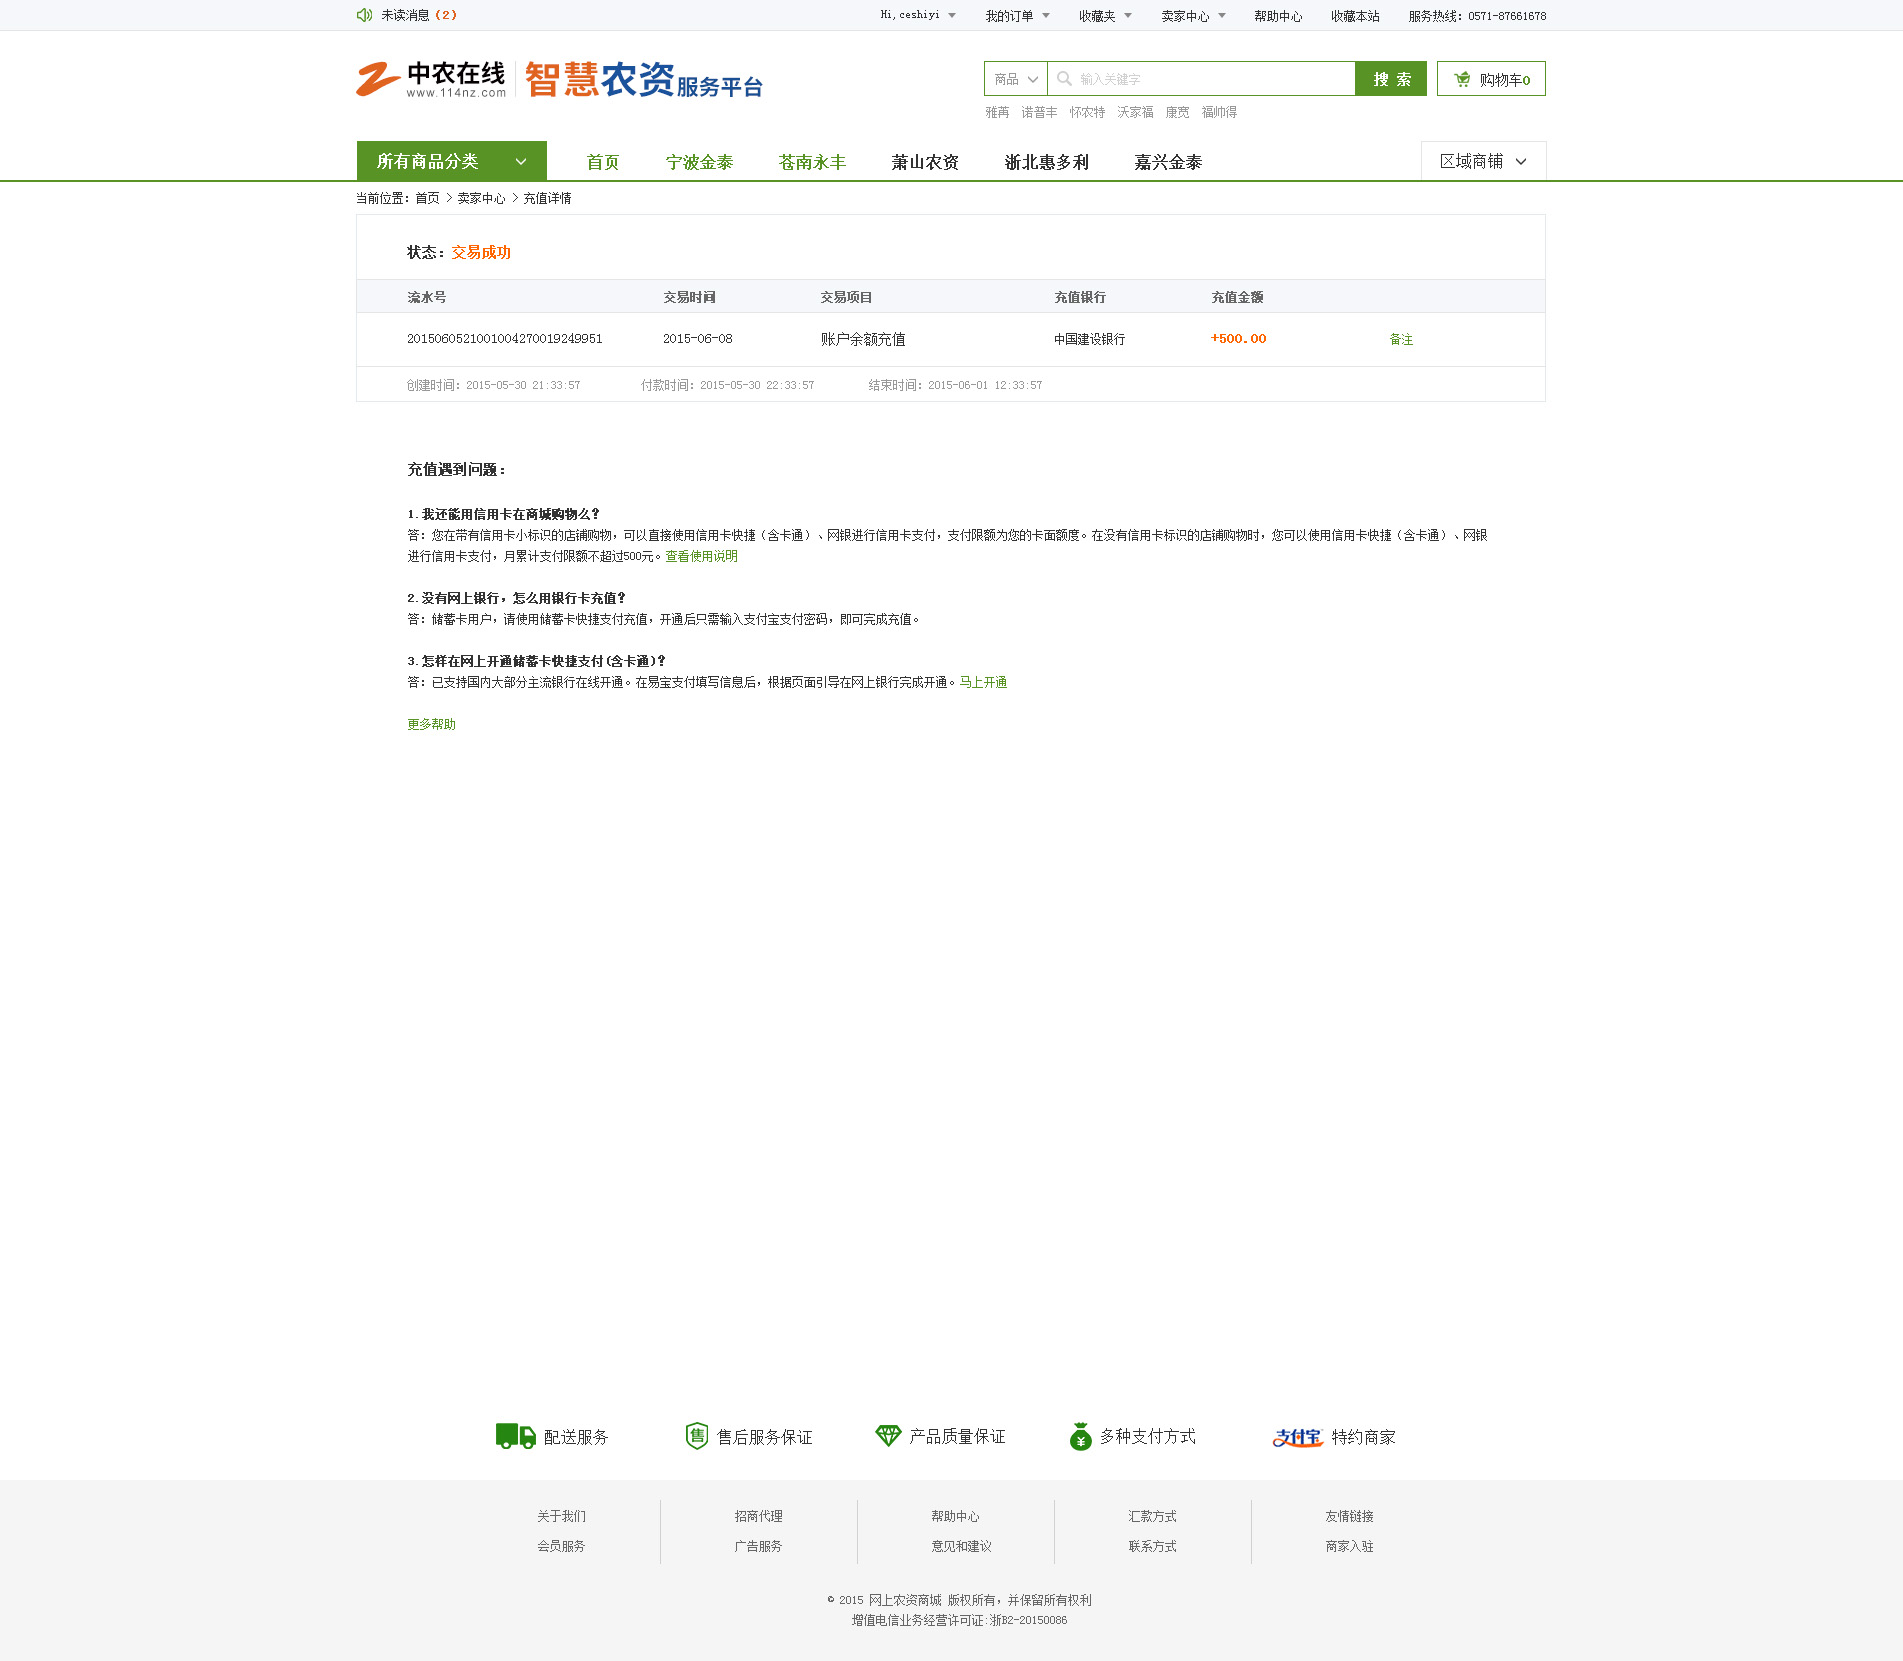 未读消息（2） Hi,ceshiyi 我的订单 收藏夹 卖家中心 帮助中心 收藏本站 服务热线：0571-87661678
中农在线 www.114nz.com 智慧农资服务平台
商品 输入关键字 搜 索 购物车0
雅苒 诺普丰 怀农特 沃家福 康宽 福帅得
所有商品分类 首页 宁波金泰 苍南永丰 萧山农资 浙北惠多利 嘉兴金泰 区域商铺
当前位置：首页 > 卖家中心 > 充值详情
状态：交易成功
流水号 交易时间 交易项目 充值银行 充值金额
2015060521001004270019249951 2015-06-08 账户余额充值 中国建设银行 +500.00 备注
创建时间：2015-05-30 21:33:57 付款时间：2015-05-30 22:33:57 结束时间：2015-06-01 12:33:57
充值遇到问题：
1.我还能用信用卡在商城购物么？
答：您在带有信用卡小标识的店铺购物，可以直接使用信用卡快捷（含卡通）、网银进行信用卡支付，支付限额为您的卡面额度。在没有信用卡标识的店铺购物时，您可以使用信用卡快捷（含卡通）、网银
进行信用卡支付，月累计支付限额不超过500元。查看使用说明
2.没有网上银行，怎么用银行卡充值？
答：储蓄卡用户，请使用储蓄卡快捷支付充值，开通后只需输入支付宝支付密码，即可完成充值。
3.怎样在网上开通储蓄卡快捷支付(含卡通)？
答：已支持国内大部分主流银行在线开通。在易宝支付填写信息后，根据页面引导在网上银行完成开通。马上开通
更多帮助
配送服务 售 售后服务保证 产品质量保证 ¥ 多种支付方式 支付宝 特约商家
关于我们 招商代理 帮助中心 汇款方式 友情链接
会员服务 广告服务 意见和建议 联系方式 商家入驻
© 2015 网上农资商城 版权所有，并保留所有权利
增值电信业务经营许可证:浙B2-20150086